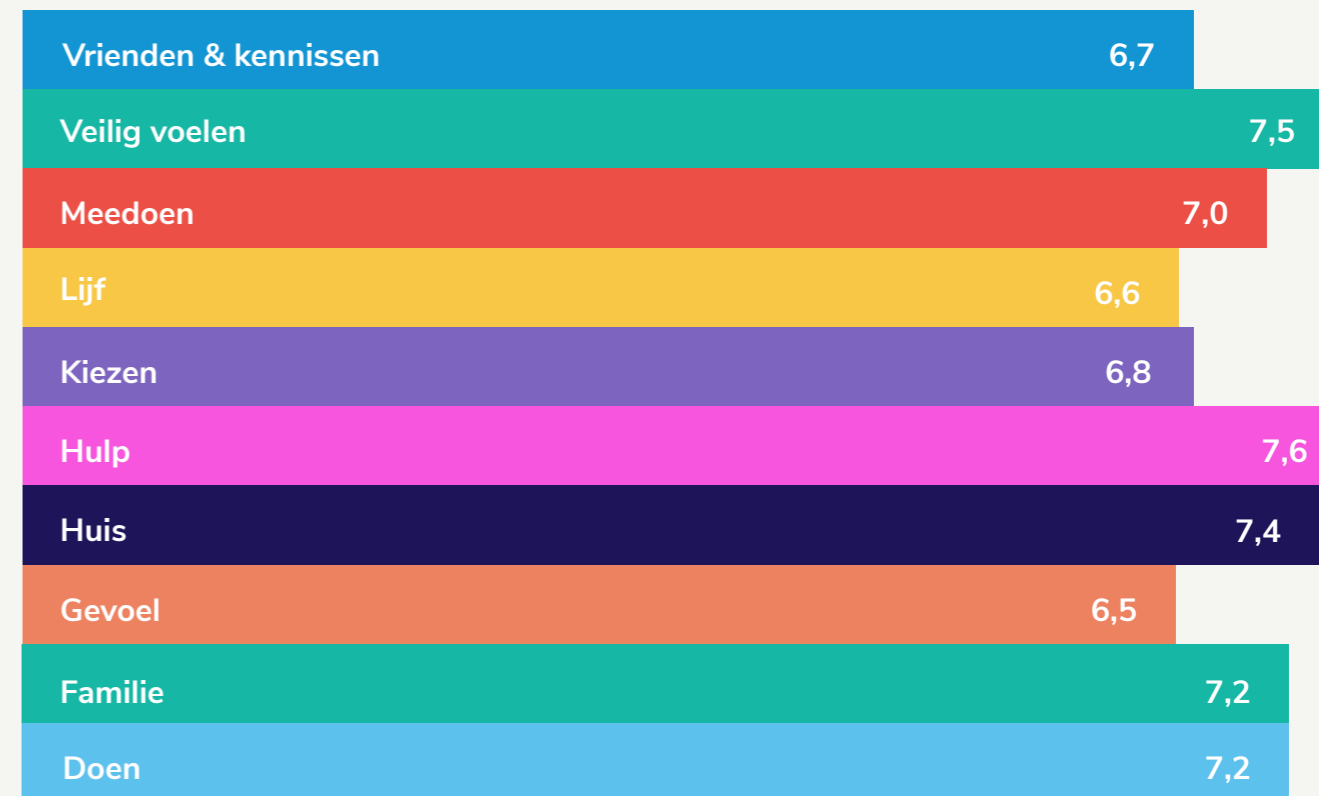 Vrienden & kennissen 6,7
Veilig voelen 7,5
Meedoen 7,0
Lijf 6,6
Kiezen 6,8
Hulp 7,6
Huis 7,4
Gevoel 6,5
Familie 7,2
Doen 7,2